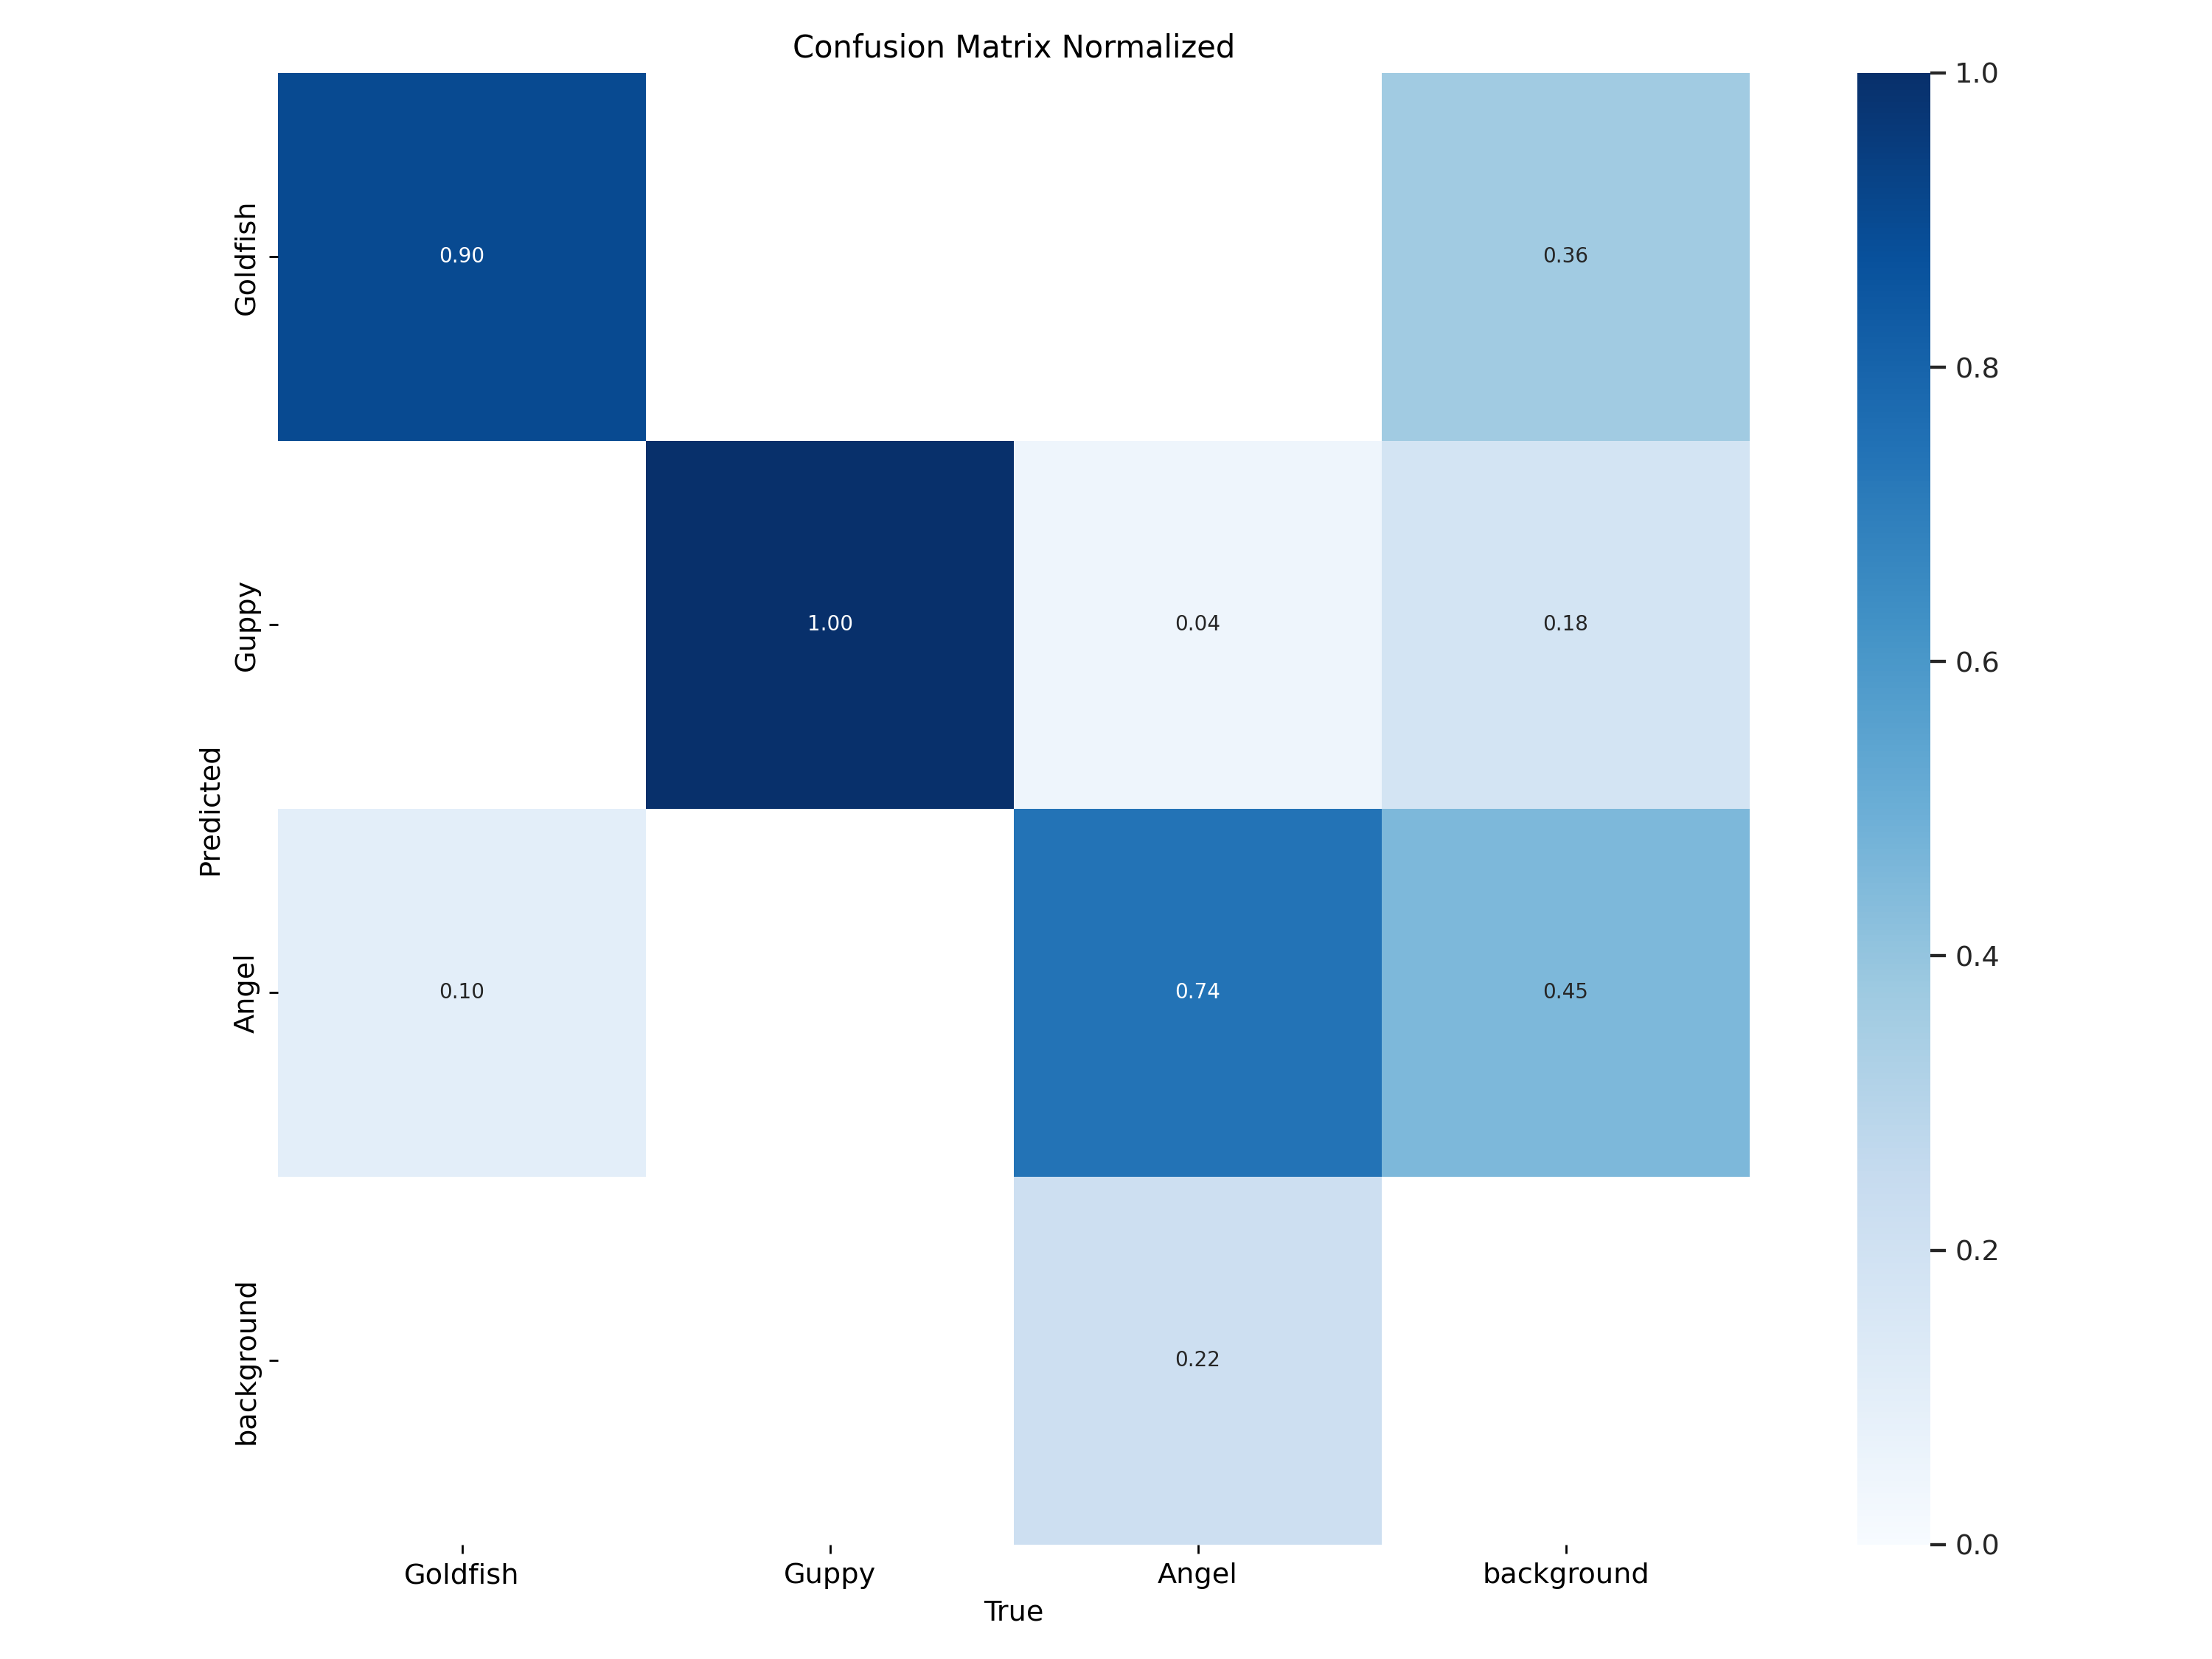 Confusion Matrix Normalized
Goldfish
0.90
0.36
Guppy
1.00
0.04
0.18
Angel
0.10
0.74
0.45
background
0.22
Predicted
Goldfish
Guppy
Angel
background
True
1.0
0.8
0.6
0.4
0.2
0.0